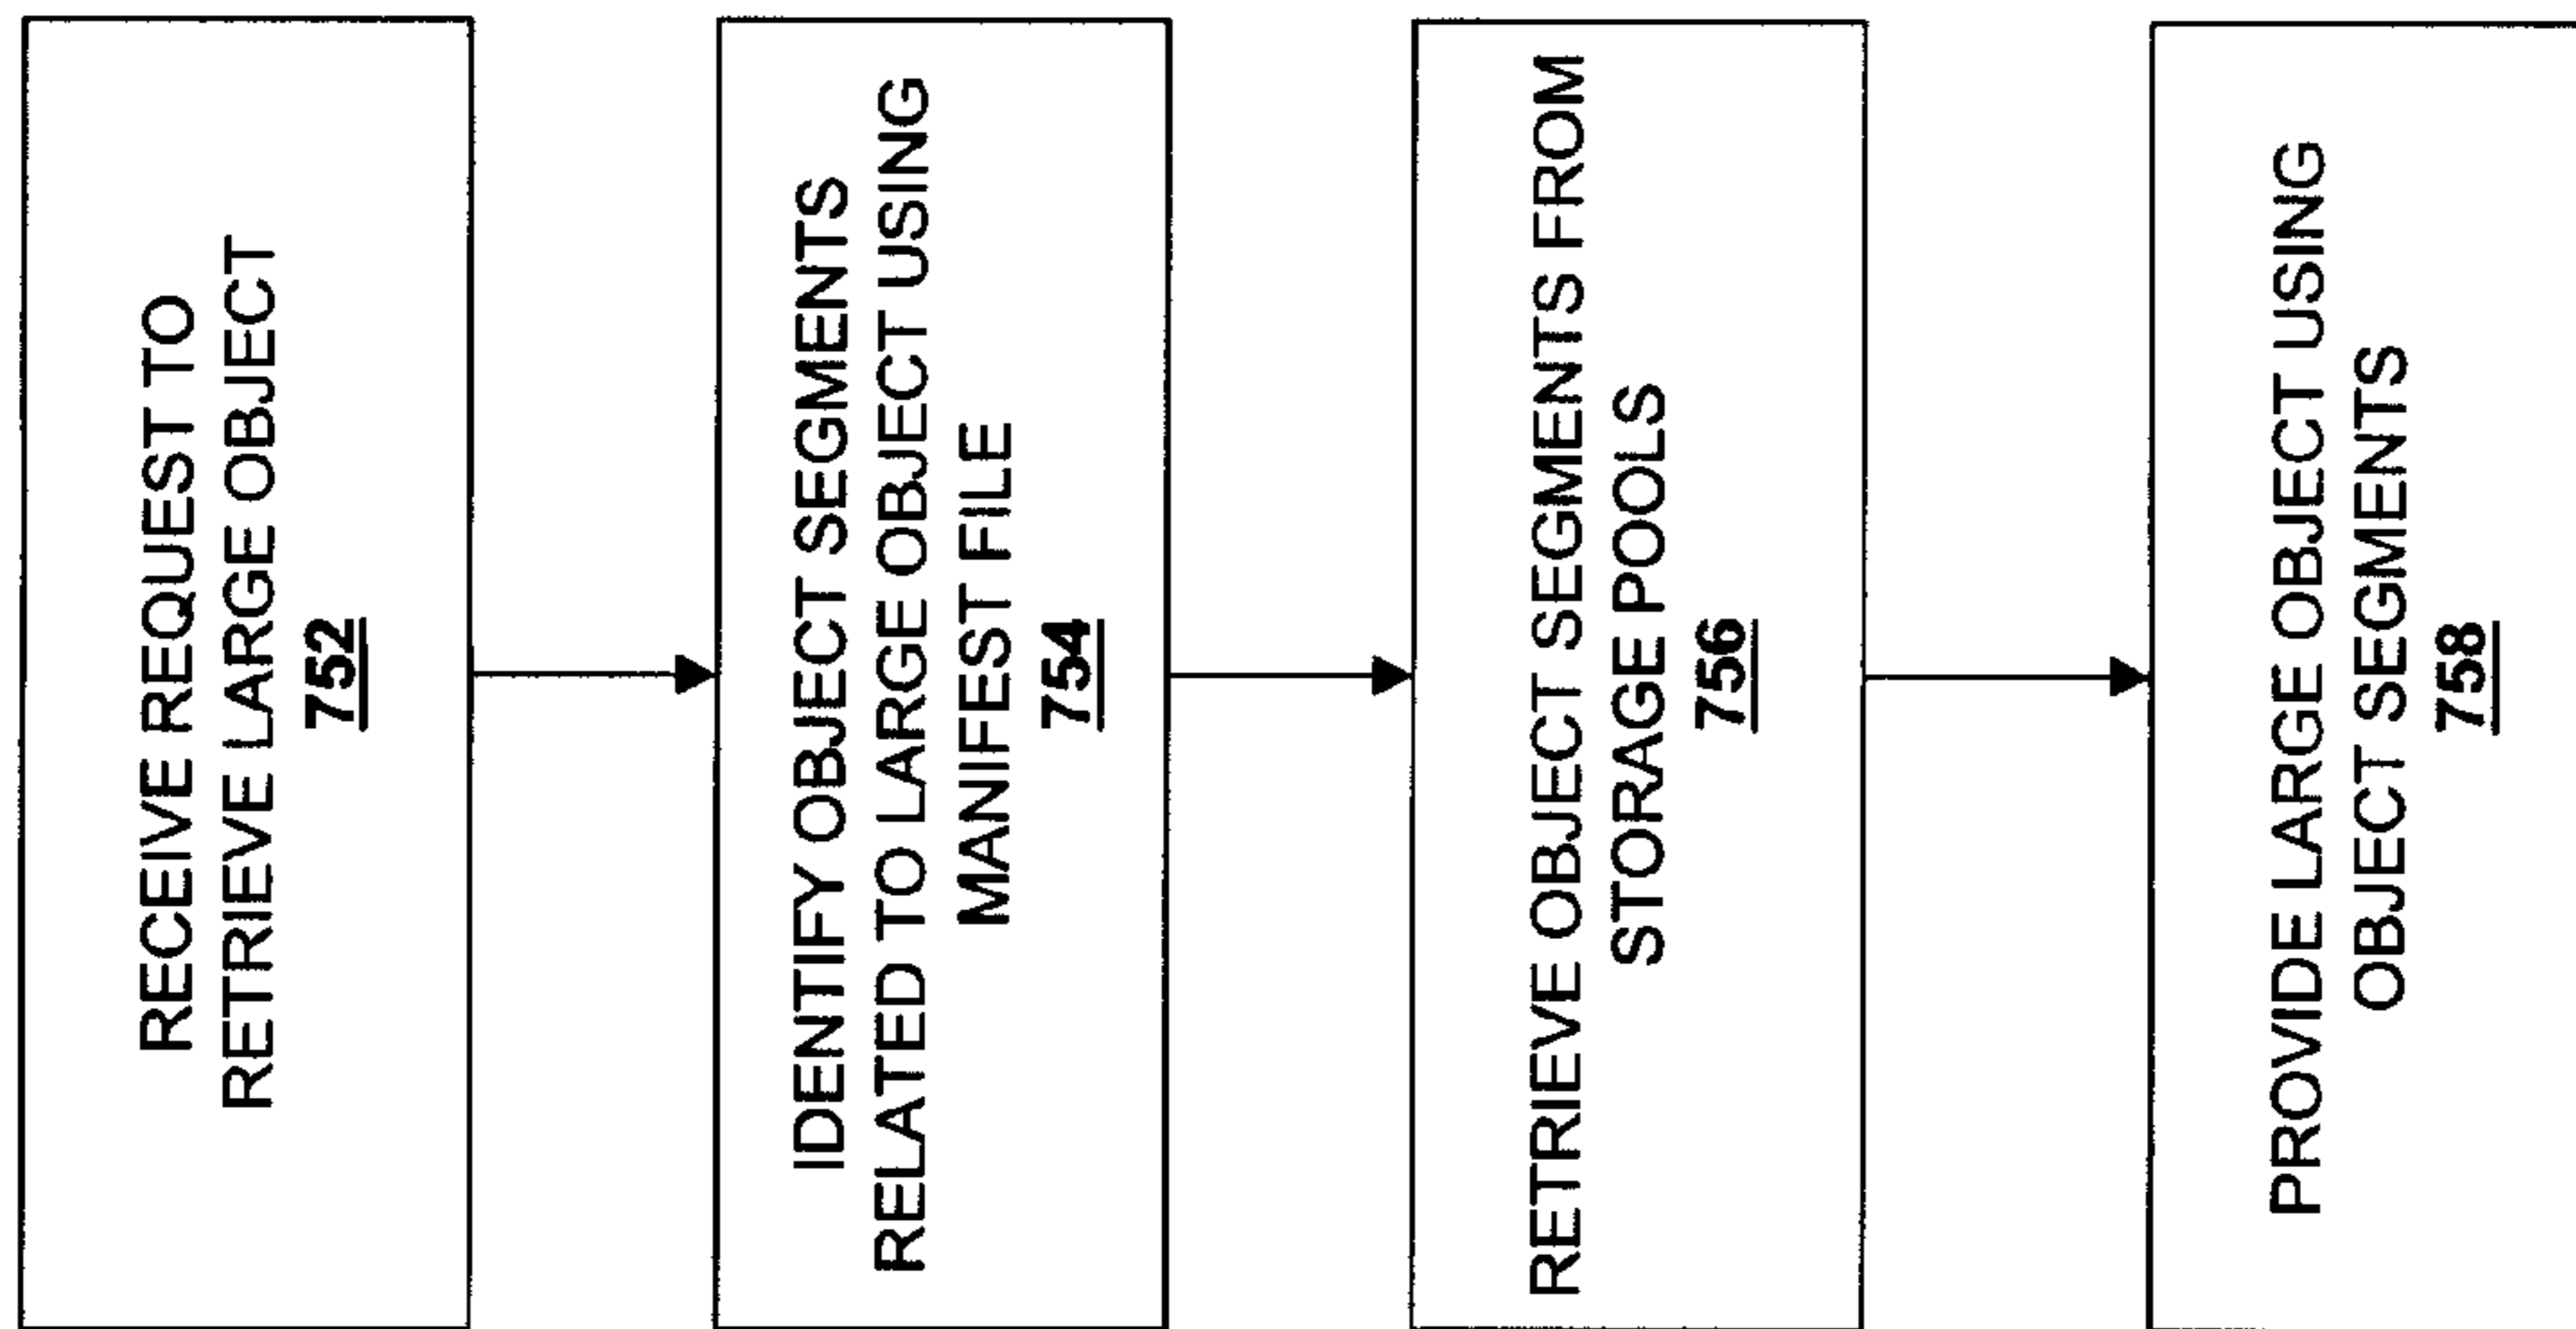 RECEIVE REQUEST TO
RETRIEVE LARGE OBJECT
752
IDENTIFY OBJECT SEGMENTS
RELATED TO LARGE OBJECT USING
MANIFEST FILE
754
RETRIEVE OBJECT SEGMENTS FROM
STORAGE POOLS
756
PROVIDE LARGE OBJECT USING
OBJECT SEGMENTS
758